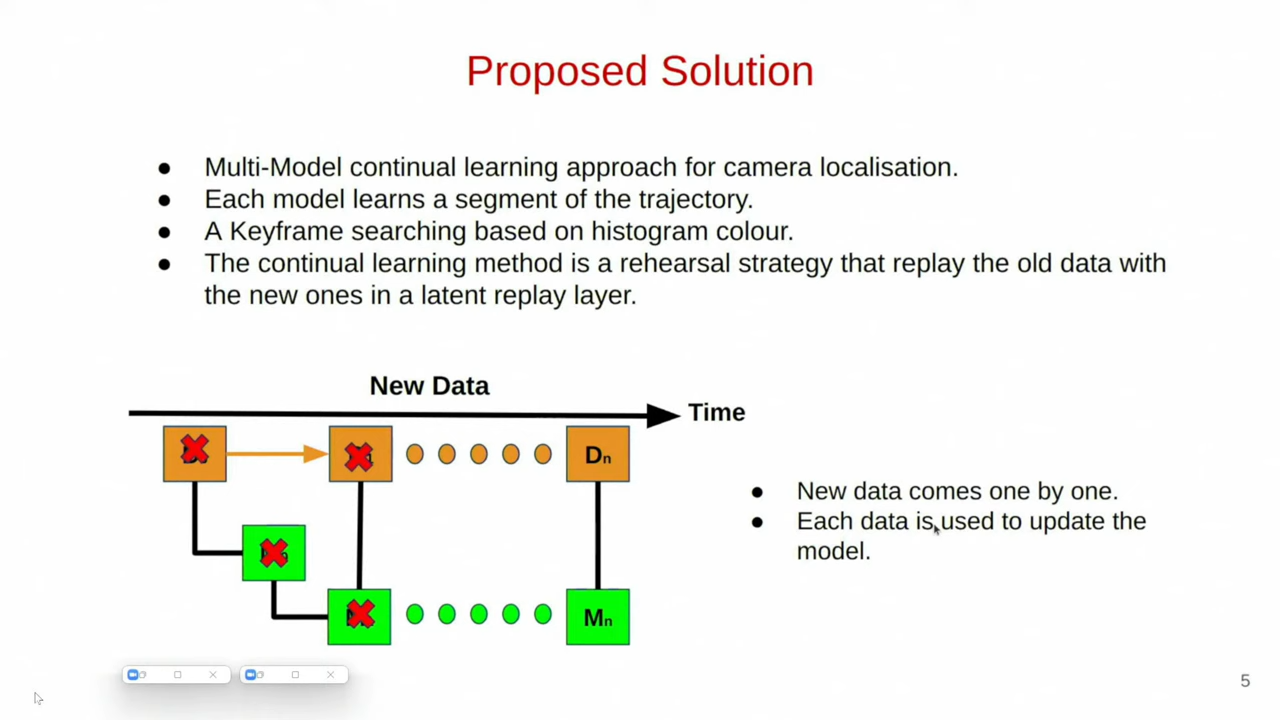 Proposed Solution
● Multi-Model continual learning approach for camera localisation.
● Each model learns a segment of the trajectory.
● A Keyframe searching based on histogram colour.
● The continual learning method is a rehearsal strategy that replay the old data with
the new ones in a latent replay layer.
New Data
Time
Dn
● New data comes one by one.
● Each data is used to update the
model.
Mn
5